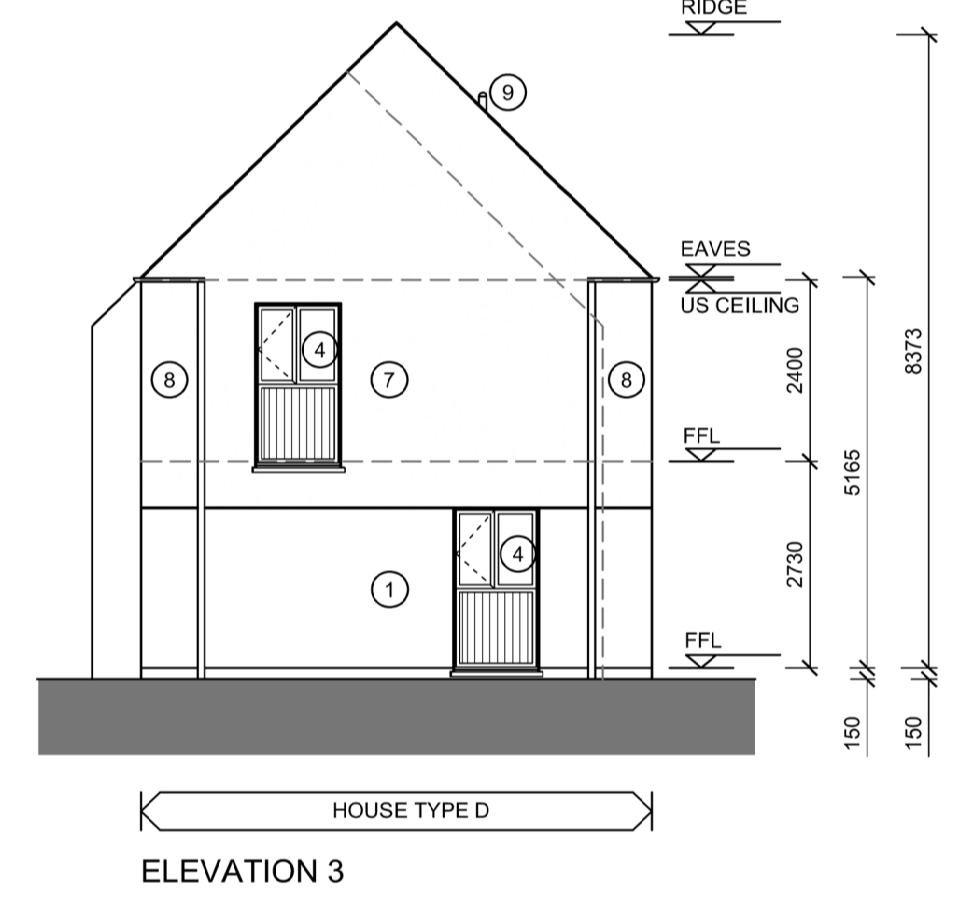 RIDGE
9
EAVES
US CEILING
4
7
8
8
2400
8373
FFL
5165
4
1
2730
FFL
150
150
HOUSE TYPE D
ELEVATION 3